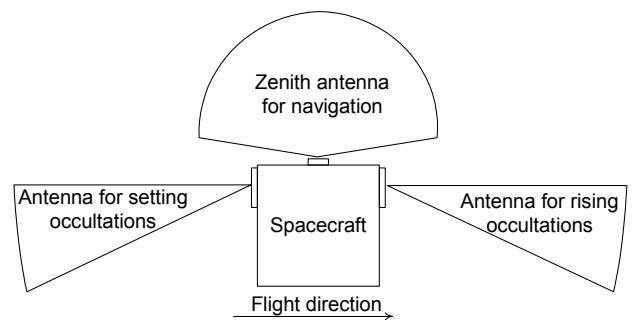 Zenith antenna
for navigation
Antenna for setting
occultations
Spacecraft
Antenna for rising
occultations
Flight direction